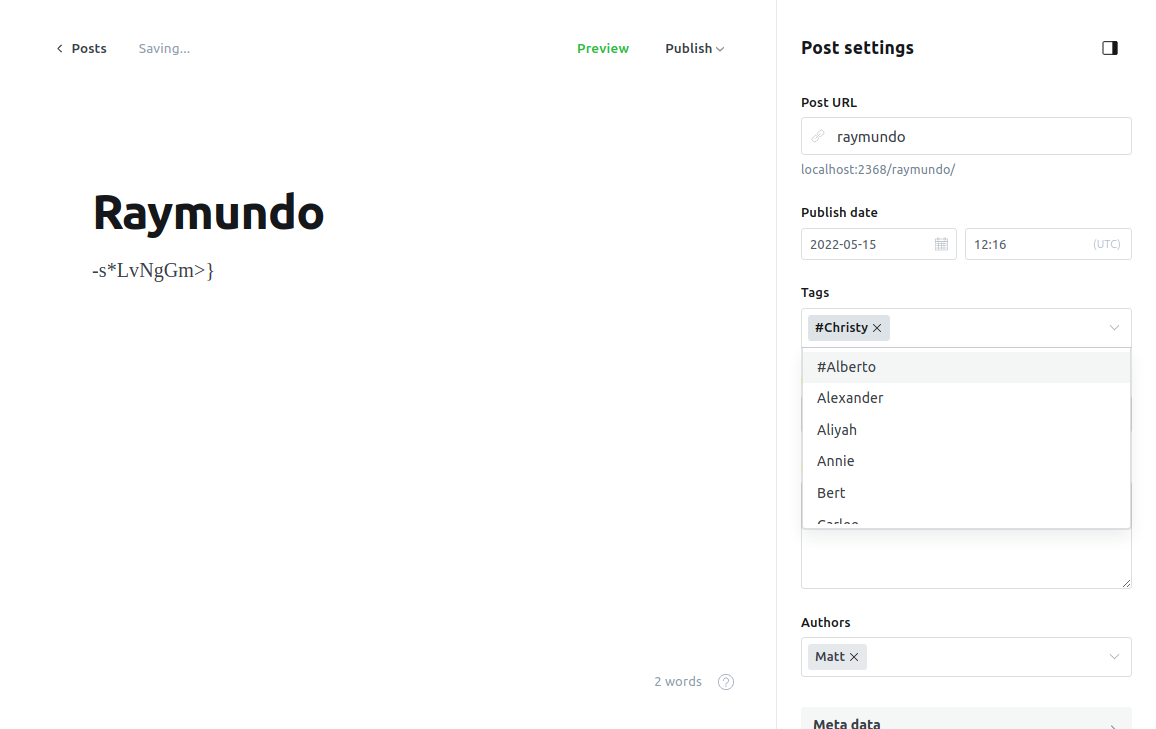 Posts Saving... Preview Publish
Raymundo
-s*LvNgGm>}
2 words ?
Post settings
Post URL
raymundo
localhost:2368/raymundo/
Publish date
2022-05-15 12:16 (UTC)
Tags
#Christy
#Alberto
Alexander
Aliyah
Annie
Bert
Authors
Matt
Meta data